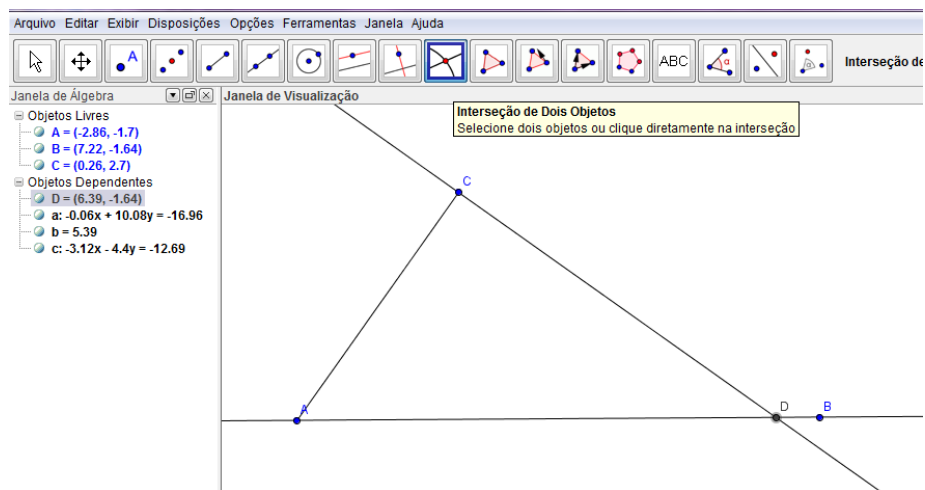 Arquivo Editar Exibir Disposições Opções Ferramentas Janela Ajuda
A
ABC
α
α
Interseção de
Janela de Álgebra
Janela de Visualização
Interseção de Dois Objetos
Selecione dois objetos ou clique diretamente na interseção
Objetos Livres
A = (-2.86, -1.7)
B = (7.22, -1.64)
C = (0.26, 2.7)
Objetos Dependentes
D = (6.39, -1.64)
a: -0.06x + 10.08y = -16.96
b = 5.39
c: -3.12x - 4.4y = -12.69
C
A
D
B